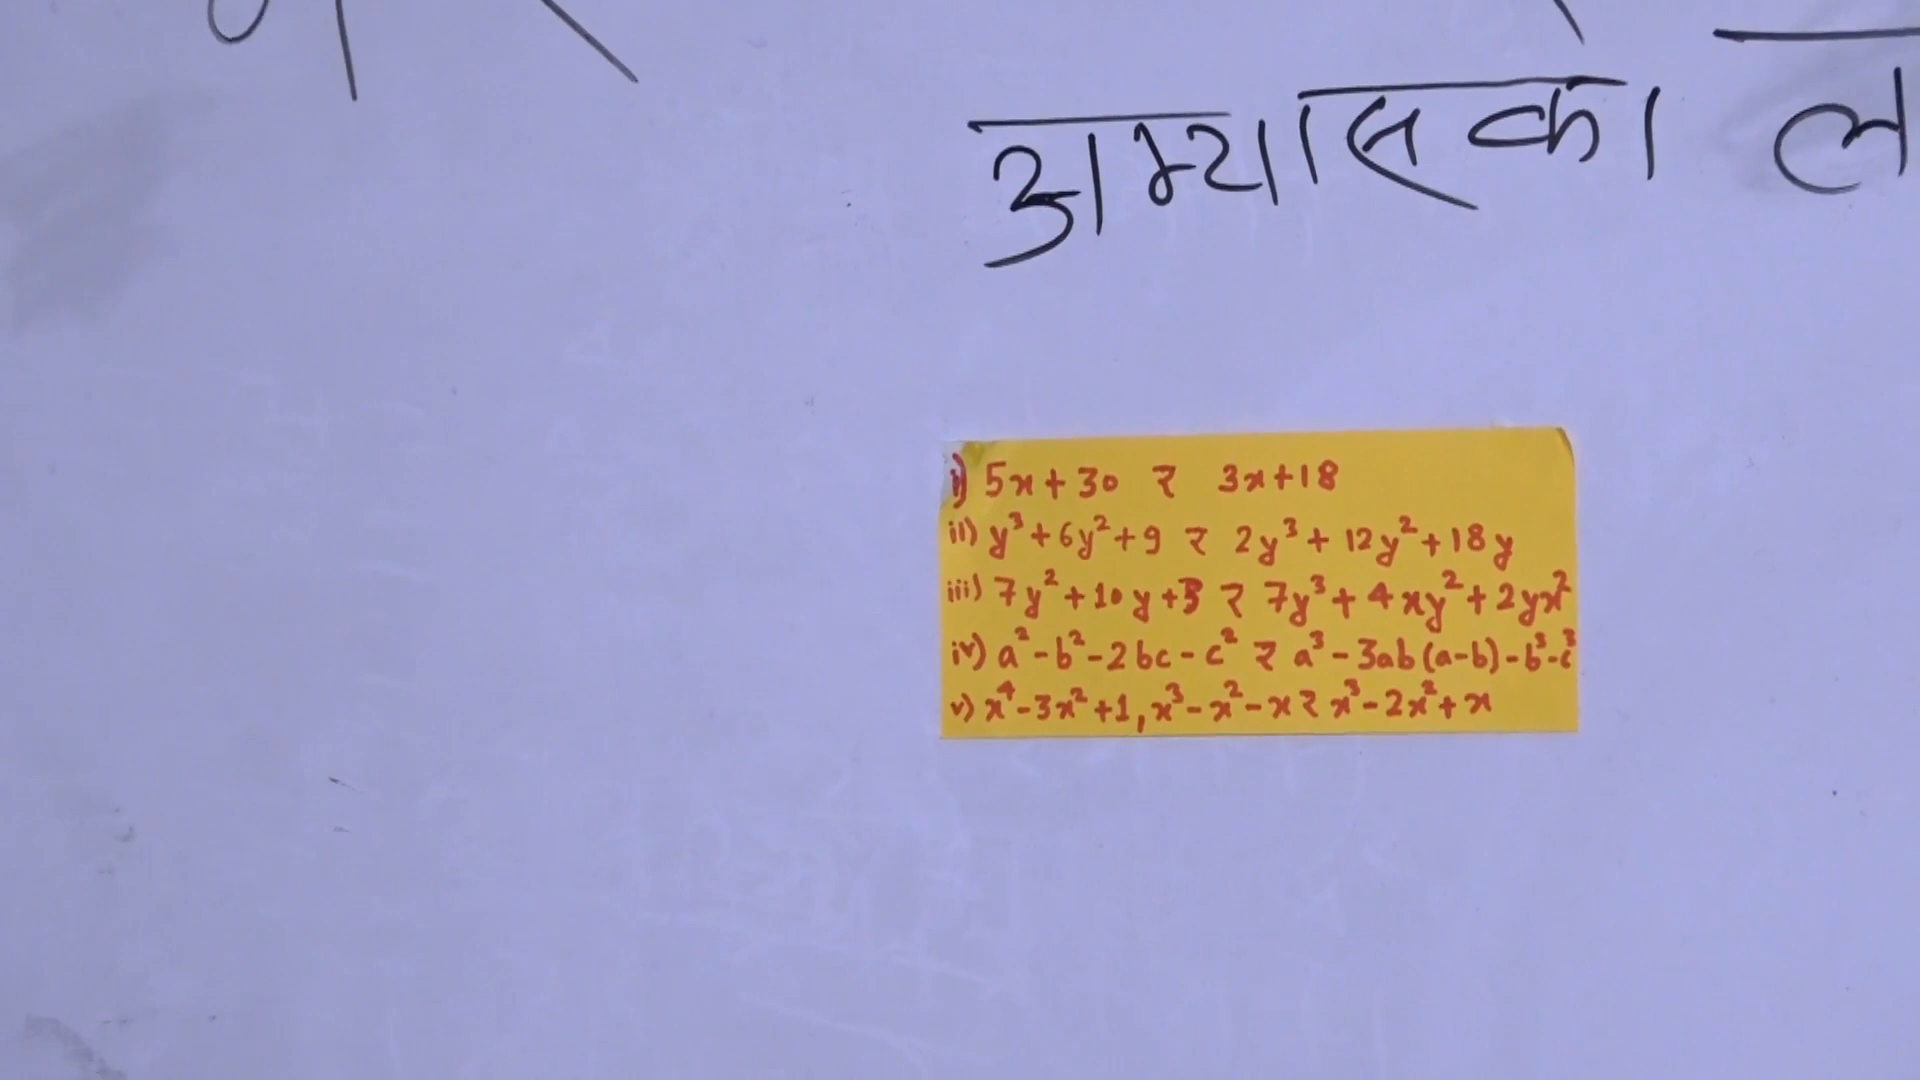 अभ्यासका ल
i) 5x + 30 र 3x+18
ii) y³ + 6y² + 9 र 2y³ + 12y² + 18y
iii) 7y² + 10y + 3 र 7y³ + 4xy² + 2yx²
iv) a² - b² - 2bc - c² र a³ - 3ab(a-b) - b³ - c³
v) x⁴ - 3x² + 1, x³ - x² - x र x³ - 2x² + x